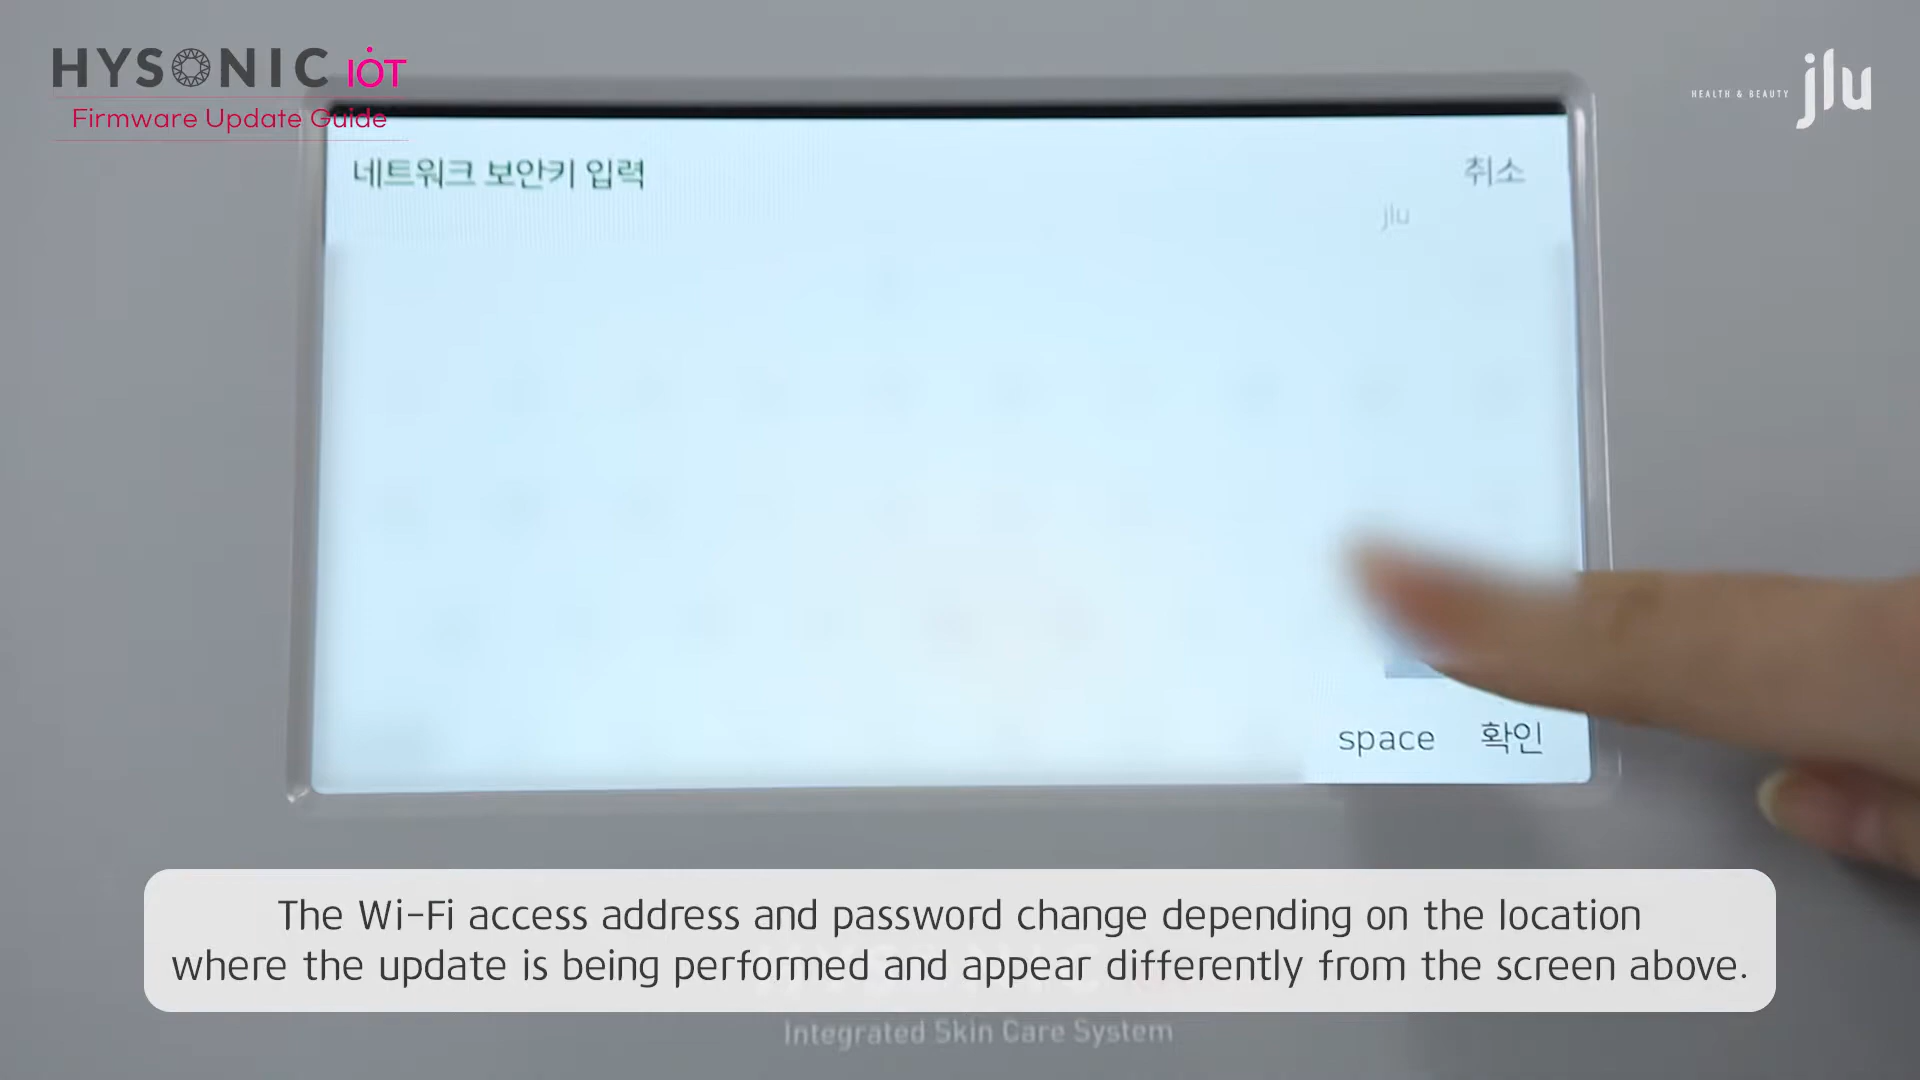 HYSONIC IOT
Firmware Update Guide
HEALTH & BEAUTY jlu
네트워크 보안키 입력
취소
jlu
space 확인
The Wi-Fi access address and password change depending on the location
where the update is being performed and appear differently from the screen above.
Integrated Skin Care System